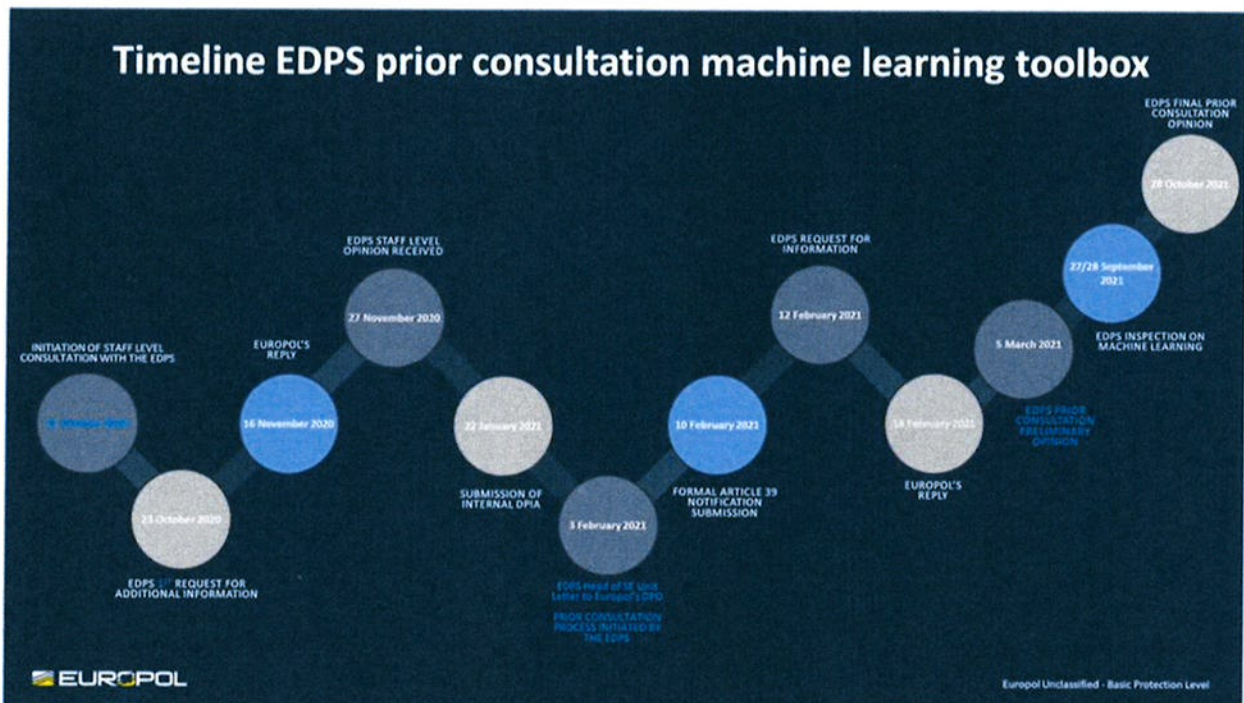 Timeline EDPS prior consultation machine learning toolbox
INITIATION OF STAFF LEVEL
CONSULTATION WITH THE EDPS
23 October 2020
EDPS 1ST REQUEST FOR
ADDITIONAL INFORMATION
EUROPOL'S
REPLY
16 November 2020
EDPS STAFF LEVEL
OPINION RECEIVED
27 November 2020
22 January 2021
SUBMISSION OF
INTERNAL DPIA
3 February 2021
EDPS Head of SE Unit
Letter to Europol's DPO
PRIOR CONSULTATION
PROCESS INITIATED BY
THE EDPS
10 February 2021
FORMAL ARTICLE 39
NOTIFICATION
SUBMISSION
EDPS REQUEST FOR
INFORMATION
12 February 2021
February 2021
EUROPOL'S
REPLY
5 March 2021
EDPS PRIOR
CONSULTATION
PRELIMINARY
OPINION
27/28 September
2021
EDPS INSPECTION ON
MACHINE LEARNING
EDPS FINAL PRIOR
CONSULTATION
OPINION
28 October 2021
EUROPOL
Europol Unclassified - Basic Protection Level